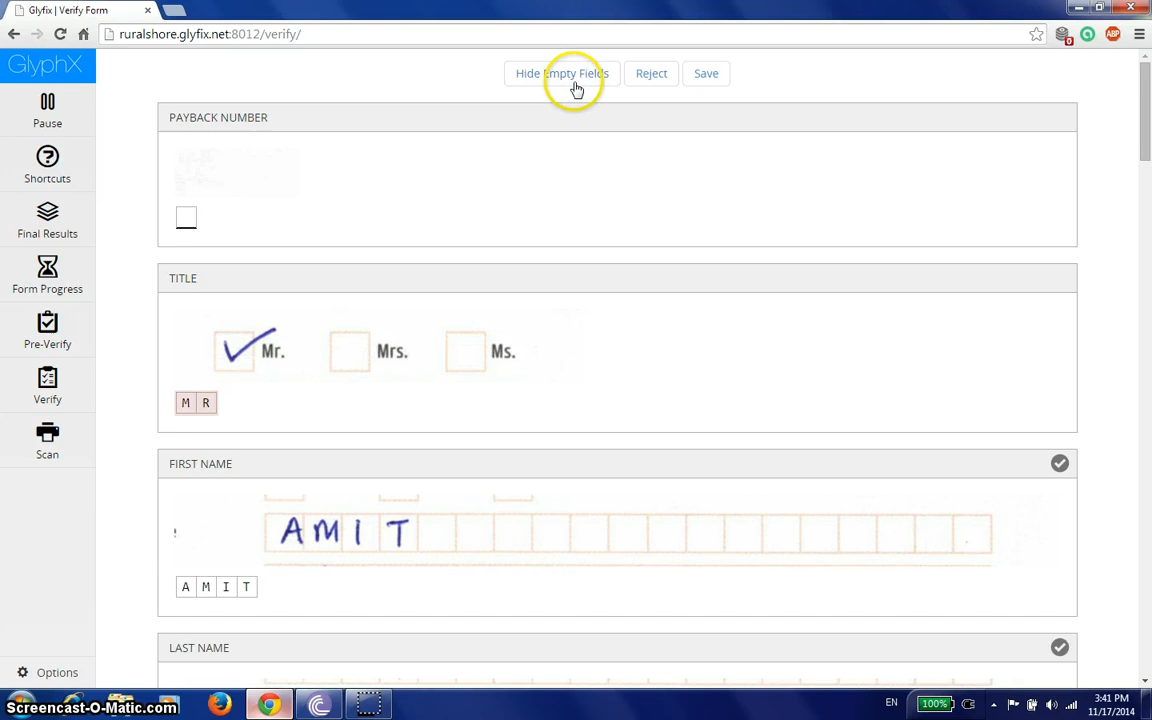 Glyfix | Verify Form
ruralshore.glyfix.net:8012/verify/
0
ABP
GlyphX
Hide Empty Fields
Reject
Save
Pause
Shortcuts
Final Results
Form Progress
Pre-Verify
Verify
Scan
Options
PAYBACK NUMBER
TITLE
Mr.
Mrs.
Ms.
M R
FIRST NAME
A M I T
A M I T
LAST NAME
EN
100%
3:41 PM
11/17/2014
Screencast-O-Matic.com